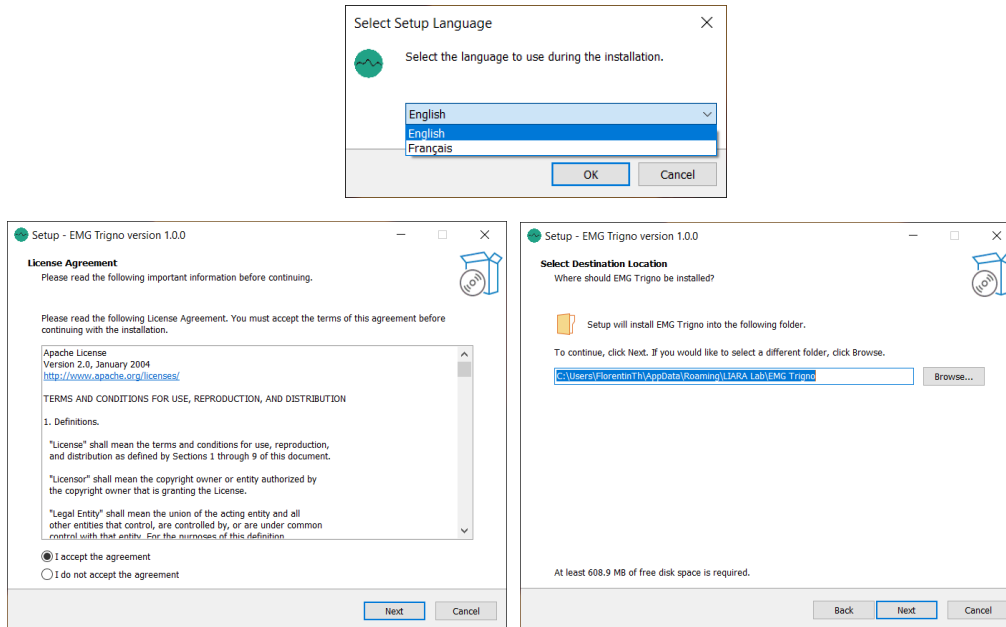 Select Setup Language
Select the language to use during the installation.
English
English
Français
OK
Cancel
Setup - EMG Trigno version 1.0.0
License Agreement
Please read the following important information before continuing.
Please read the following License Agreement. You must accept the terms of this agreement before
continuing with the installation.
Apache License
Version 2.0, January 2004
http://www.apache.org/licenses/
TERMS AND CONDITIONS FOR USE, REPRODUCTION, AND DISTRIBUTION
1. Definitions.
"License" shall mean the terms and conditions for use, reproduction,
and distribution as defined by Sections 1 through 9 of this document.
"Licensor" shall mean the copyright owner or entity authorized by
the copyright owner that is granting the License.
"Legal Entity" shall mean the union of the acting entity and all
other entities that control, are controlled by, or are under common
control with that entity. For the purposes of this definition,
I accept the agreement
I do not accept the agreement
Next
Cancel
Setup - EMG Trigno version 1.0.0
Select Destination Location
Where should EMG Trigno be installed?
Setup will install EMG Trigno into the following folder.
To continue, click Next. If you would like to select a different folder, click Browse.
C:\Users\FlorentinTh\AppData\Roaming\LIARA Lab\EMG Trigno
Browse...
At least 608.9 MB of free disk space is required.
Back
Next
Cancel